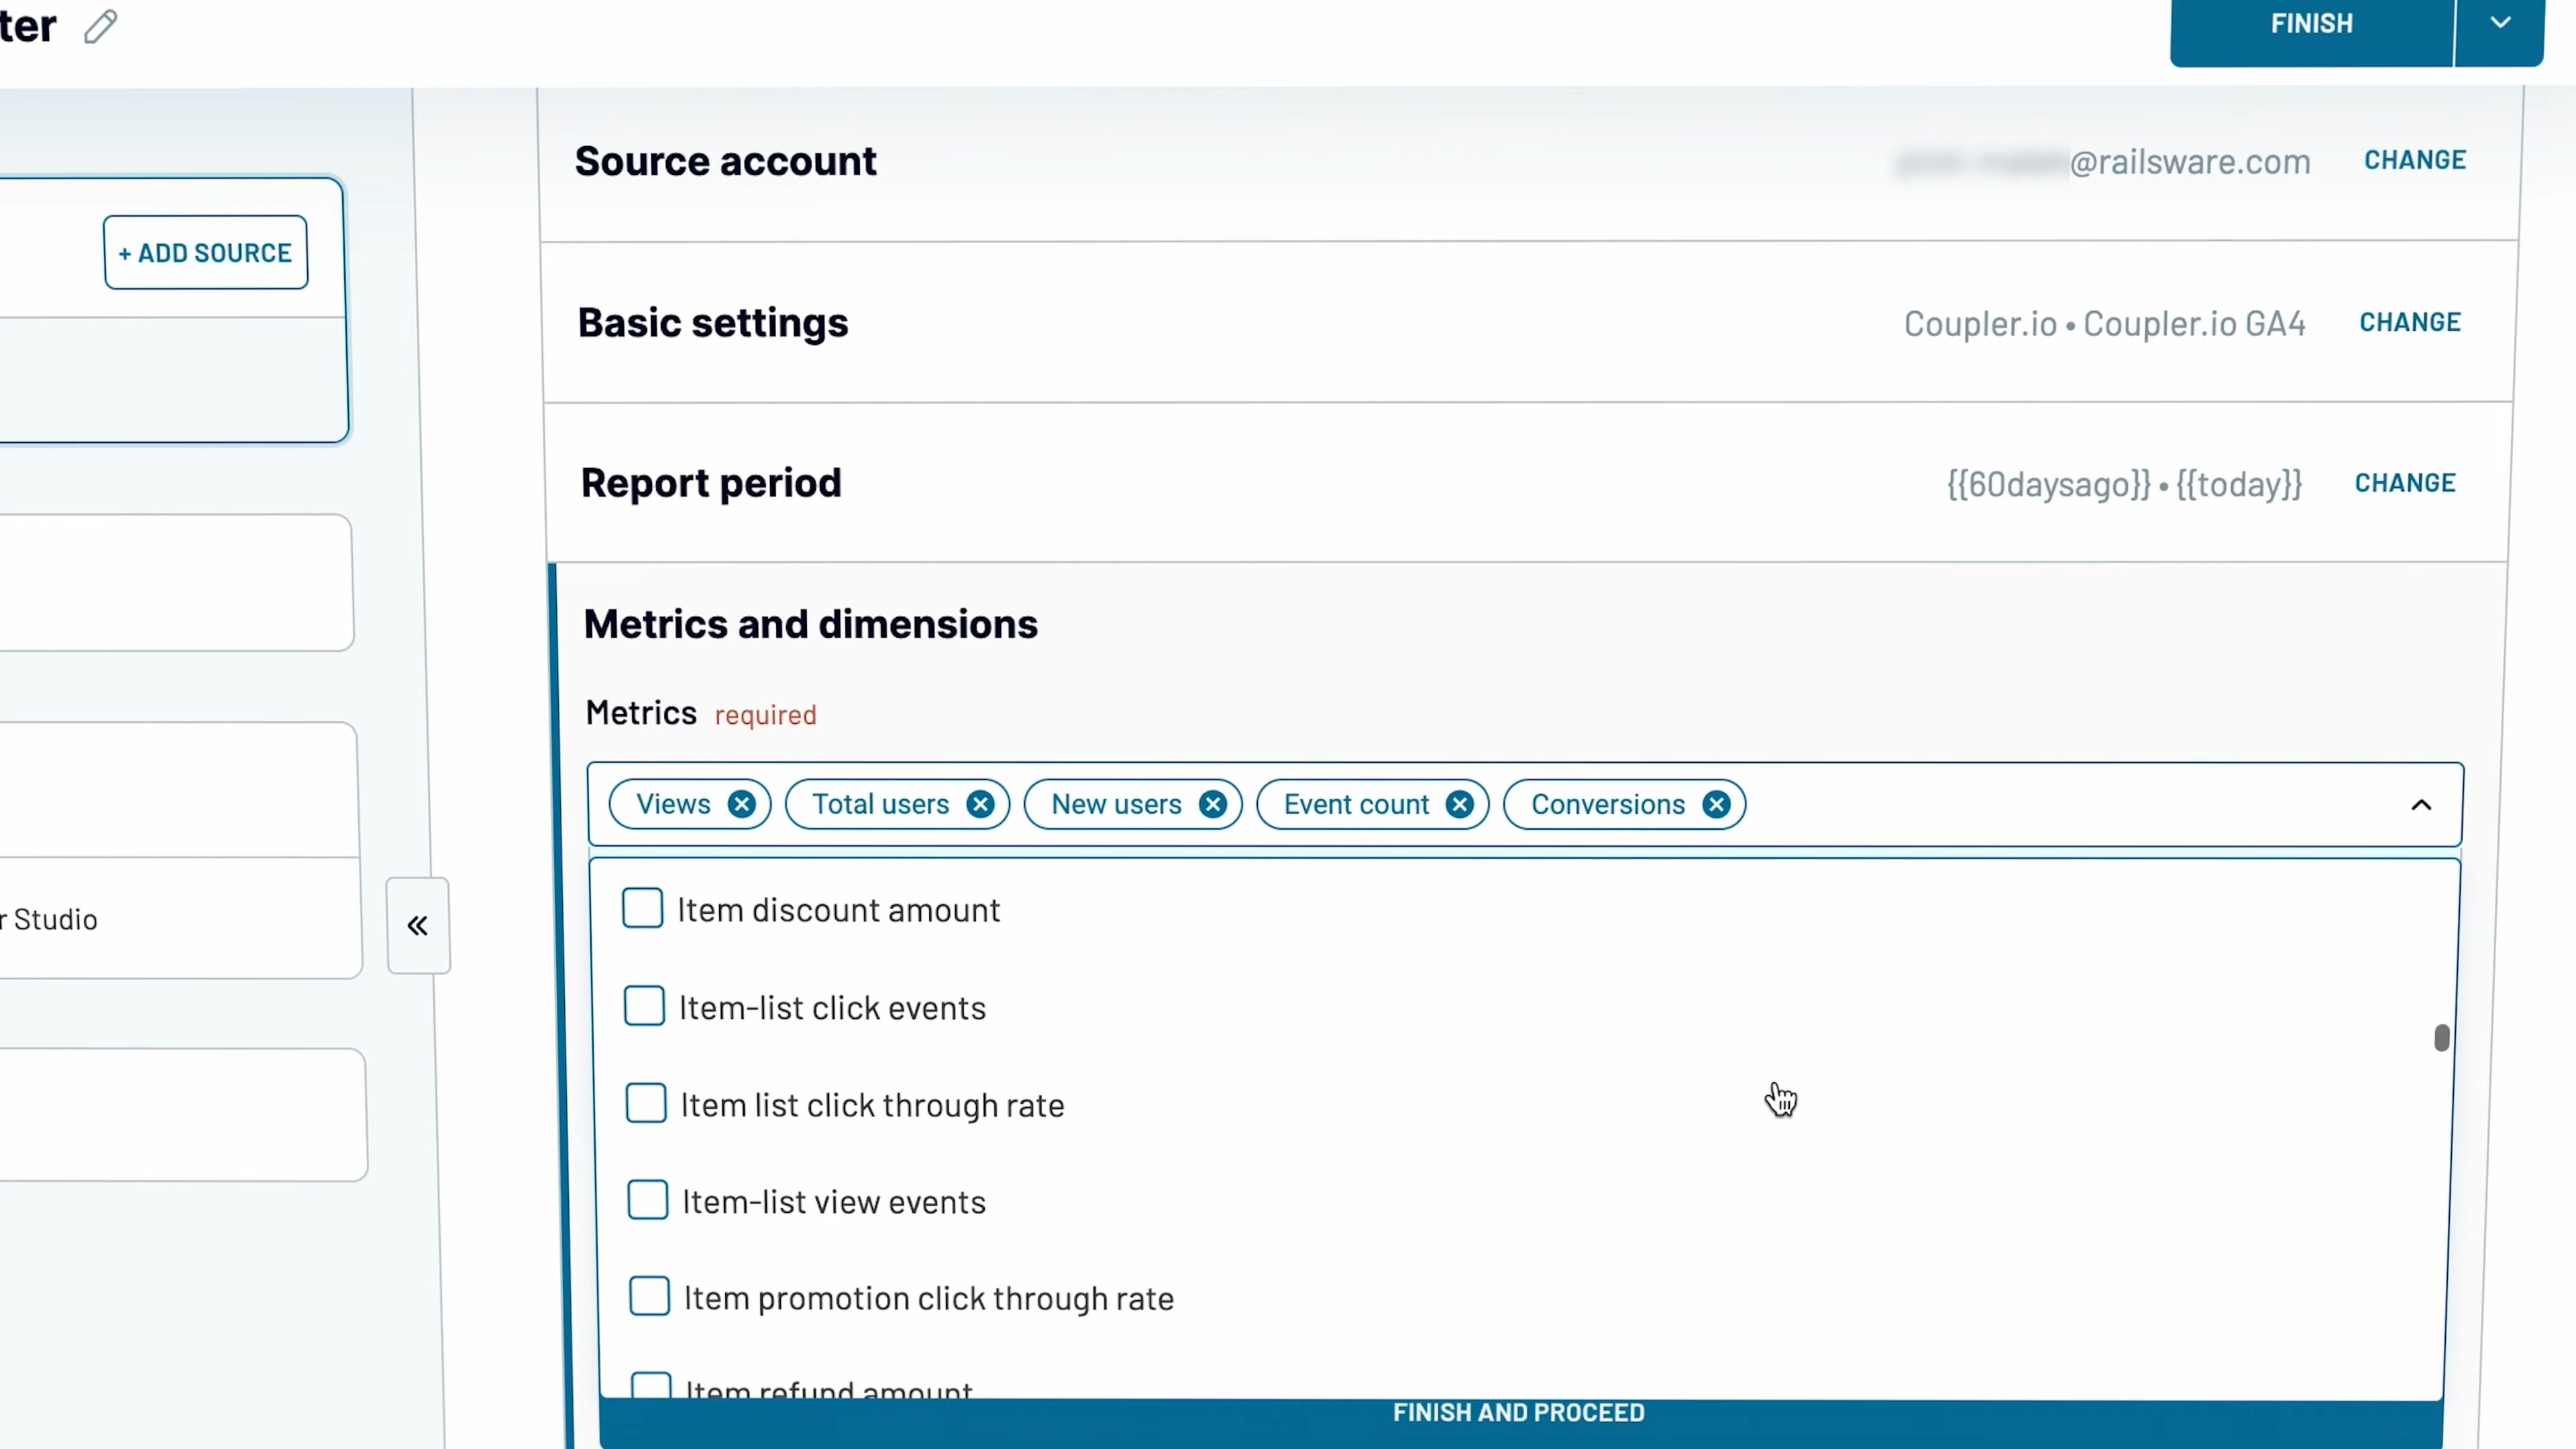 ter
FINISH
Source account
@railsware.com
CHANGE
+ ADD SOURCE
Basic settings
Coupler.io • Coupler.io GA4
CHANGE
Report period
{{60daysago}} • {{today}}
CHANGE
Metrics and dimensions
Metrics required
Views
Total users
New users
Event count
Conversions
r Studio
Item discount amount
Item-list click events
Item list click through rate
Item-list view events
Item promotion click through rate
Item refund amount
FINISH AND PROCEED